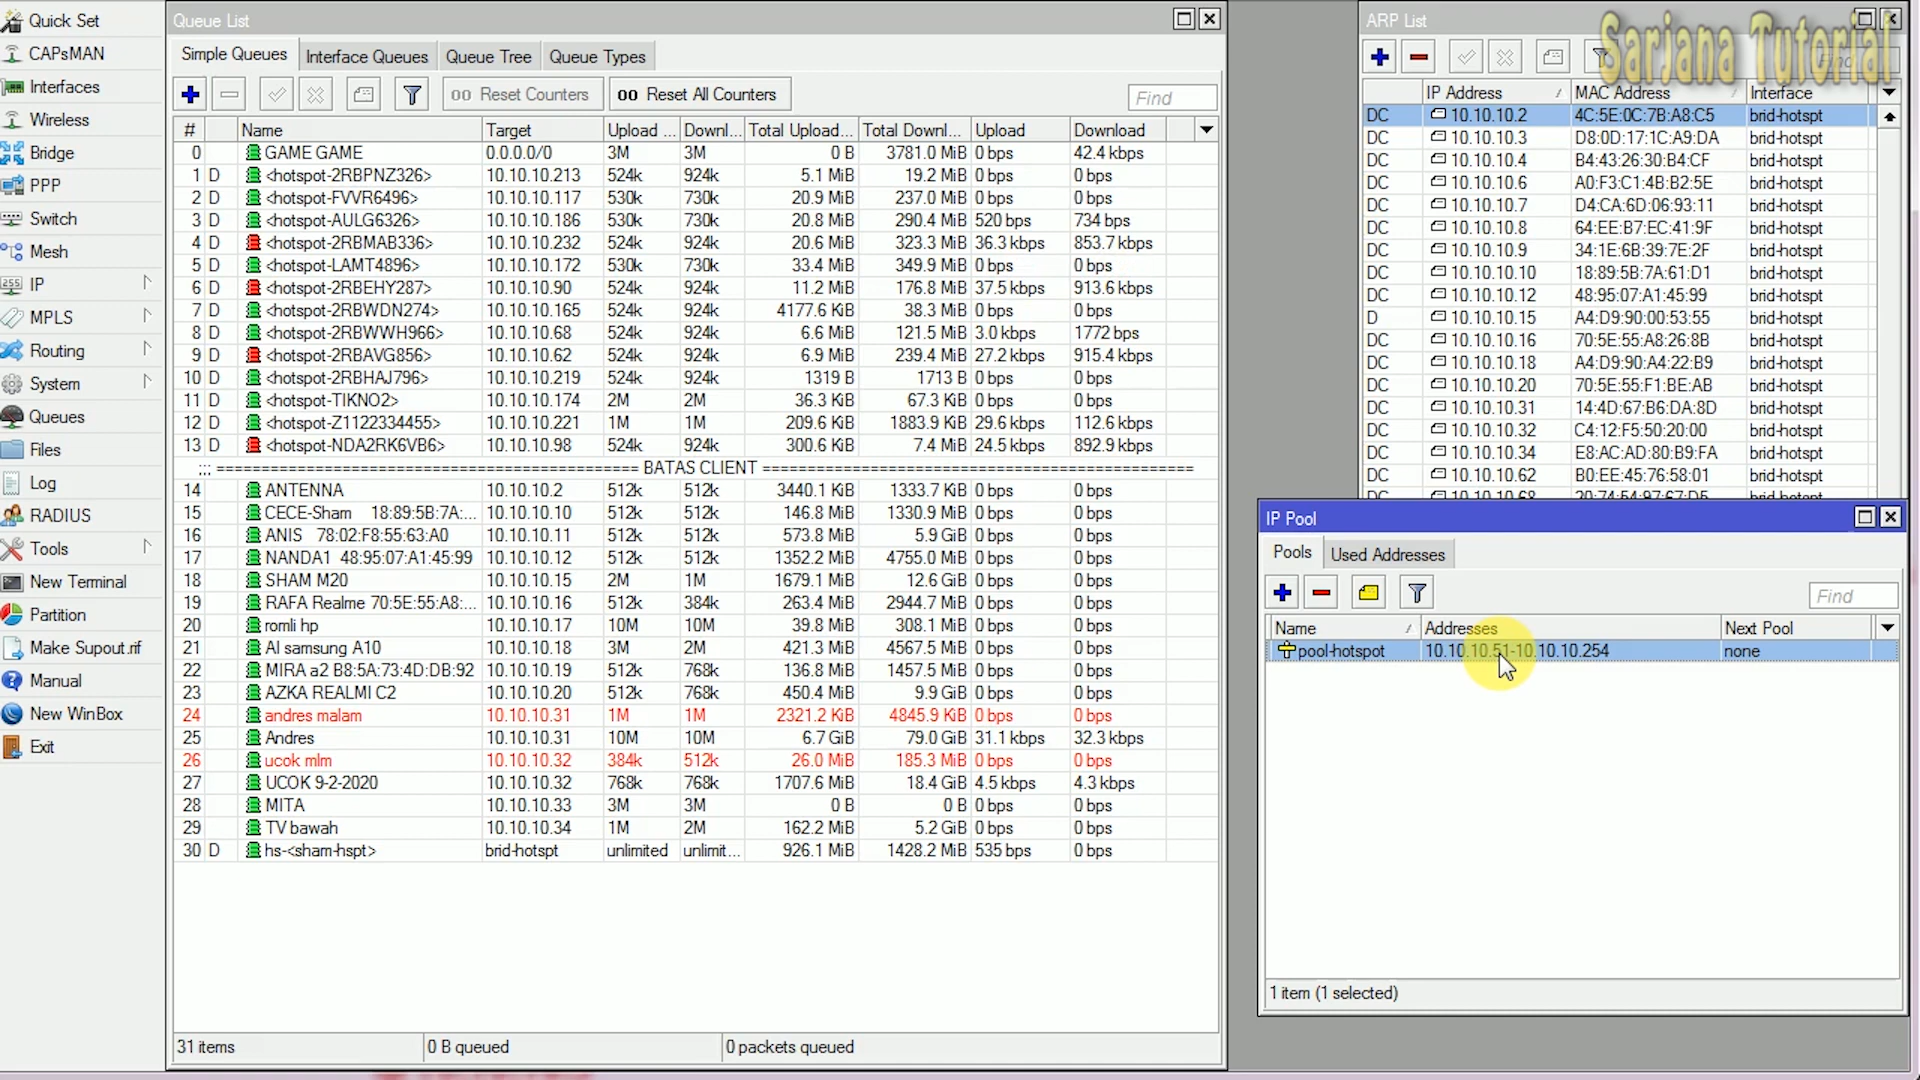 Quick Set
CAPsMAN
Interfaces
Wireless
Bridge
PPP
Switch
Mesh
IP
MPLS
Routing
System
Queues
Files
Log
RADIUS
Tools
New Terminal
Partition
Make Supout.rif
Manual
New WinBox
Exit
Queue List
Simple Queues Interface Queues Queue Tree Queue Types
Reset Counters Reset All Counters Find
# Name Target Upload ... Downl... Total Upload... Total Downl... Upload Download
0 GAME GAME 0.0.0.0/0 3M 3M 0 B 3781.0 MiB 0 bps 42.4 kbps
1 D <hotspot-2RBPNZ326> 10.10.10.213 524k 924k 5.1 MiB 19.2 MiB 0 bps 0 bps
2 D <hotspot-FVVR6496> 10.10.10.117 530k 730k 20.9 MiB 237.0 MiB 0 bps 0 bps
3 D <hotspot-AULG6326> 10.10.10.186 530k 730k 20.8 MiB 290.4 MiB 520 bps 734 bps
4 D <hotspot-2RBMAB336> 10.10.10.232 524k 924k 20.6 MiB 323.3 MiB 36.3 kbps 853.7 kbps
5 D <hotspot-LAMT4896> 10.10.10.172 530k 730k 33.4 MiB 349.9 MiB 0 bps 0 bps
6 D <hotspot-2RBEHY287> 10.10.10.90 524k 924k 11.2 MiB 176.8 MiB 37.5 kbps 913.6 kbps
7 D <hotspot-2RBWDN274> 10.10.10.165 524k 924k 4177.6 KiB 38.3 MiB 0 bps 0 bps
8 D <hotspot-2RBWWH966> 10.10.10.68 524k 924k 6.6 MiB 121.5 MiB 3.0 kbps 1772 bps
9 D <hotspot-2RBAVG856> 10.10.10.62 524k 924k 6.9 MiB 239.4 MiB 27.2 kbps 915.4 kbps
10 D <hotspot-2RBHAJ796> 10.10.10.219 524k 924k 1319 B 1713 B 0 bps 0 bps
11 D <hotspot-TIKNO2> 10.10.10.174 2M 2M 36.3 KiB 67.3 KiB 0 bps 0 bps
12 D <hotspot-Z1122334455> 10.10.10.221 1M 1M 209.6 KiB 1883.9 KiB 29.6 kbps 112.6 kbps
13 D <hotspot-NDA2RK6VB6> 10.10.10.98 524k 924k 300.6 KiB 7.4 MiB 24.5 kbps 892.9 kbps
::: =============================================== BATAS CLIENT ================================================
14 ANTENNA 10.10.10.2 512k 512k 3440.1 KiB 1333.7 KiB 0 bps 0 bps
15 CECE-Sham 18:89:5B:7A:... 10.10.10.10 512k 512k 146.8 MiB 1330.9 MiB 0 bps 0 bps
16 ANIS 78:02:F8:55:63:A0 10.10.10.11 512k 512k 573.8 MiB 5.9 GiB 0 bps 0 bps
17 NANDA1 48:95:07:A1:45:99 10.10.10.12 512k 512k 1352.2 MiB 4755.0 MiB 0 bps 0 bps
18 SHAM M20 10.10.10.15 2M 1M 1679.1 MiB 12.6 GiB 0 bps 0 bps
19 RAFA Realme 70:5E:55:A8:... 10.10.10.16 512k 384k 263.4 MiB 2944.7 MiB 0 bps 0 bps
20 romli hp 10.10.10.17 10M 10M 39.8 MiB 308.1 MiB 0 bps 0 bps
21 Al samsung A10 10.10.10.18 3M 2M 421.3 MiB 4567.5 MiB 0 bps 0 bps
22 MIRA a2 B8:5A:73:4D:DB:92 10.10.10.19 512k 768k 136.8 MiB 1457.5 MiB 0 bps 0 bps
23 AZKA REALMI C2 10.10.10.20 512k 768k 450.4 MiB 9.9 GiB 0 bps 0 bps
24 andres malam 10.10.10.31 1M 1M 2321.2 KiB 4845.9 KiB 0 bps 0 bps
25 Andres 10.10.10.31 10M 10M 6.7 GiB 79.0 GiB 31.1 kbps 32.3 kbps
26 ucok mlm 10.10.10.32 384k 512k 26.0 MiB 185.3 MiB 0 bps 0 bps
27 UCOK 9-2-2020 10.10.10.32 768k 768k 1707.6 MiB 18.4 GiB 4.5 kbps 4.3 kbps
28 MITA 10.10.10.33 3M 3M 0 B 0 B 0 bps 0 bps
29 TV bawah 10.10.10.34 1M 2M 162.2 MiB 5.2 GiB 0 bps 0 bps
30 D hs-<sham-hspt> brid-hotspt unlimited unlimit... 926.1 MiB 1428.2 MiB 535 bps 0 bps
31 items 0 B queued 0 packets queued
ARP List
Sarjana Tutorial
Find
IP Address MAC Address Interface
DC 10.10.10.2 4C:5E:0C:7B:A8:C5 brid-hotspt
DC 10.10.10.3 D8:0D:17:1C:A9:DA brid-hotspt
DC 10.10.10.4 B4:43:26:30:B4:CF brid-hotspt
DC 10.10.10.6 A0:F3:C1:4B:B2:5E brid-hotspt
DC 10.10.10.7 D4:CA:6D:06:93:11 brid-hotspt
DC 10.10.10.8 64:EE:B7:EC:41:9F brid-hotspt
DC 10.10.10.9 34:1E:6B:39:7E:2F brid-hotspt
DC 10.10.10.10 18:89:5B:7A:61:D1 brid-hotspt
DC 10.10.10.12 48:95:07:A1:45:99 brid-hotspt
D 10.10.10.15 A4:D9:90:00:53:55 brid-hotspt
DC 10.10.10.16 70:5E:55:A8:26:8B brid-hotspt
DC 10.10.10.18 A4:D9:90:A4:22:B9 brid-hotspt
DC 10.10.10.20 70:5E:55:F1:BE:AB brid-hotspt
DC 10.10.10.31 14:4D:67:B6:DA:8D brid-hotspt
DC 10.10.10.32 C4:12:F5:50:20:00 brid-hotspt
DC 10.10.10.34 E8:AC:AD:80:B9:FA brid-hotspt
DC 10.10.10.62 B0:EE:45:76:58:01 brid-hotspt
DC 10.10.10.68 20:74:54:97:67:D5 brid-hotspt
IP Pool
Pools Used Addresses
Find
Name Addresses Next Pool
pool-hotspot 10.10.10.51-10.10.10.254 none
1 item (1 selected)